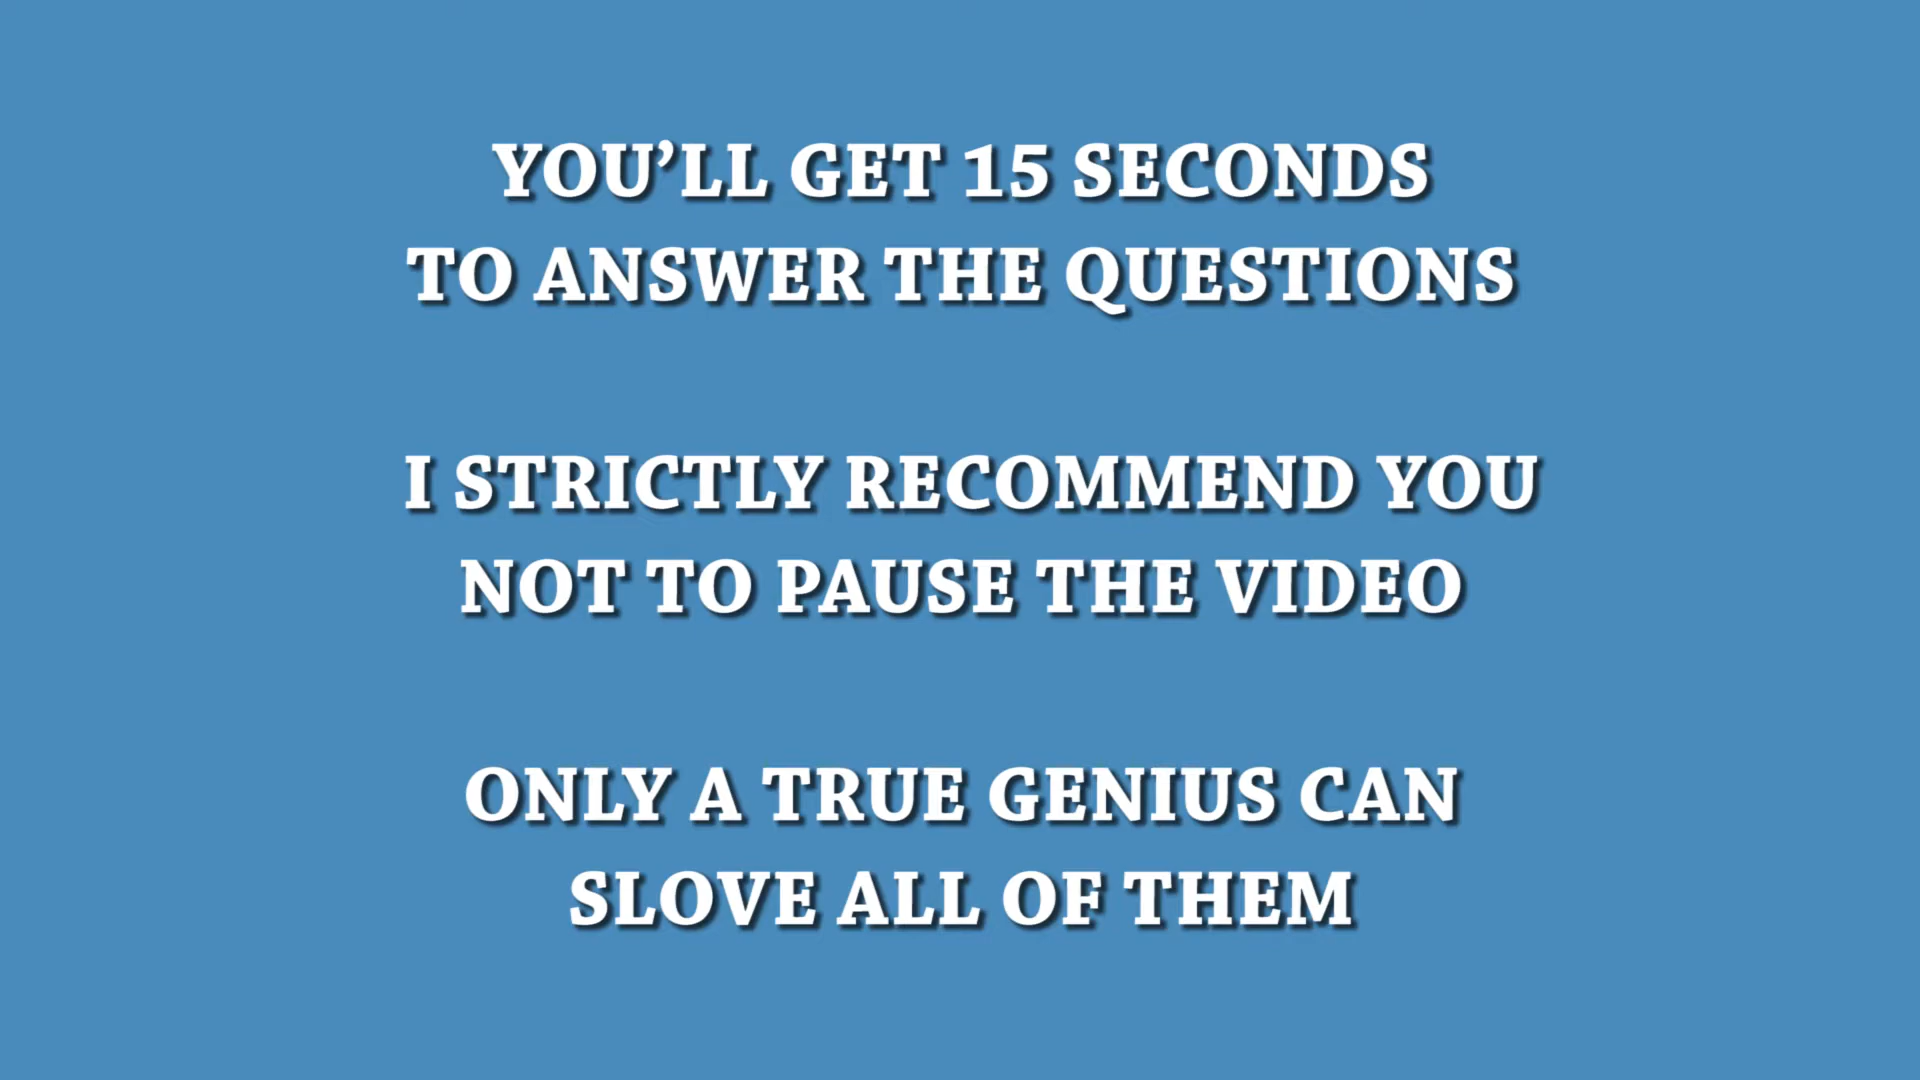 YOU’LL GET 15 SECONDS
TO ANSWER THE QUESTIONS
I STRICTLY RECOMMEND YOU
NOT TO PAUSE THE VIDEO
ONLY A TRUE GENIUS CAN
SLOVE ALL OF THEM